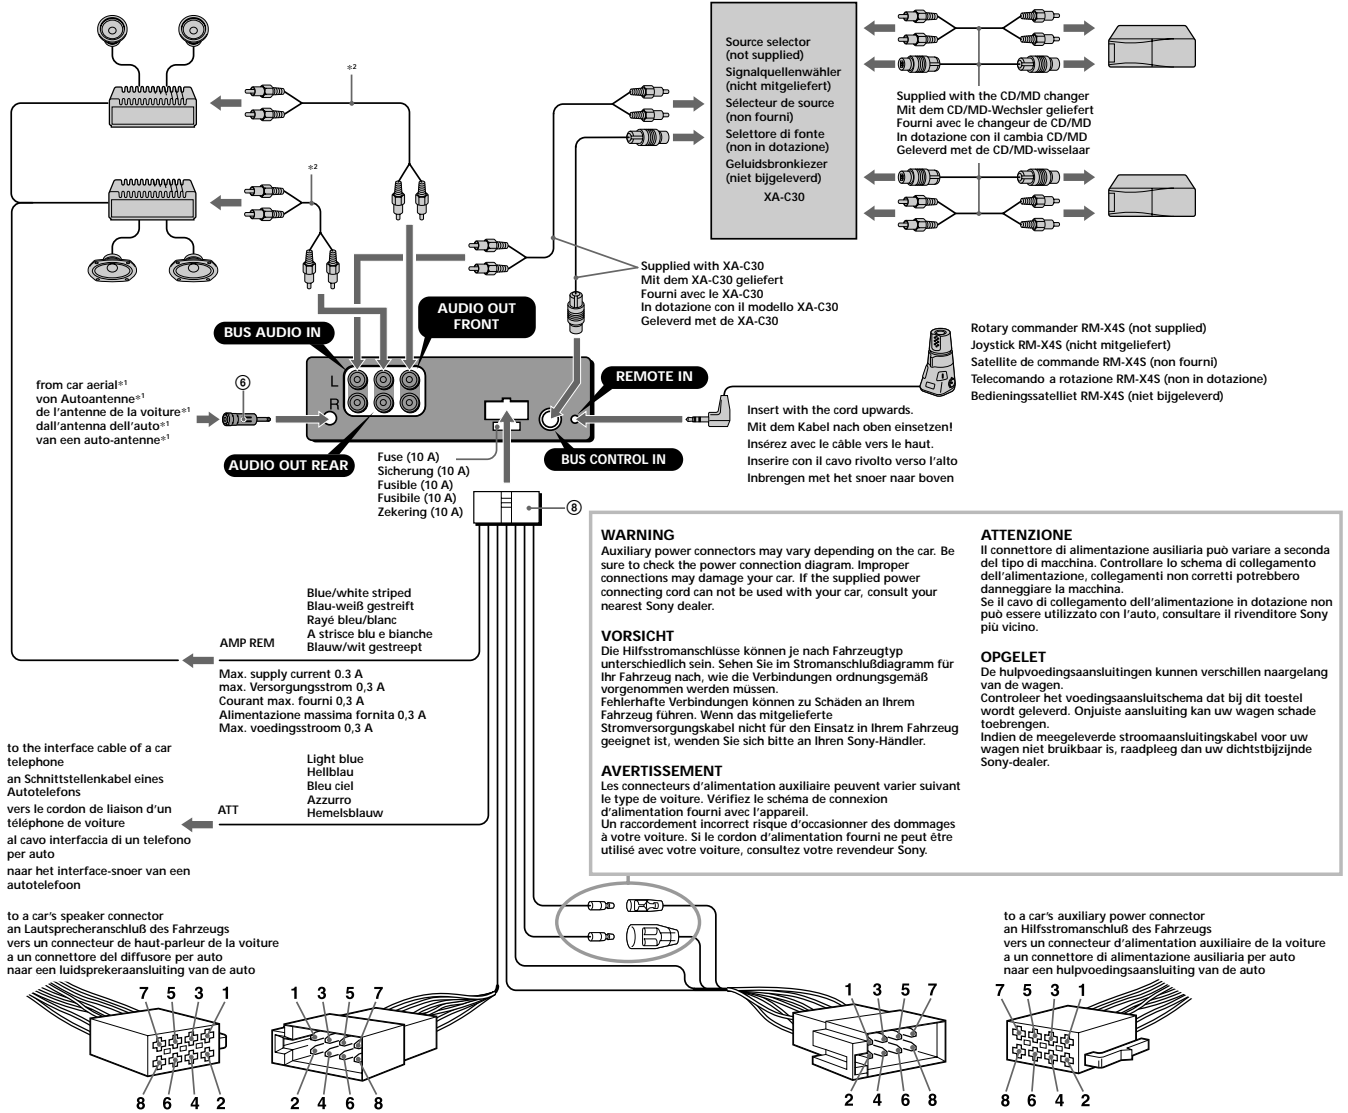 *2
*2
Source selector
(not supplied)
Signalquellenwähler
(nicht mitgeliefert)
Sélecteur de source
(non fourni)
Selettore di fonte
(non in dotazione)
Geluidsbronkiezer
(niet bijgeleverd)
XA-C30
Supplied with the CD/MD changer
Mit dem CD/MD-Wechsler geliefert
Fourni avec le changeur de CD/MD
In dotazione con il cambia CD/MD
Geleverd met de CD/MD-wisselaar
Supplied with XA-C30
Mit dem XA-C30 geliefert
Fourni avec le XA-C30
In dotazione con il modello XA-C30
Geleverd met de XA-C30
AUDIO OUT
FRONT
BUS AUDIO IN
L
R
REMOTE IN
AUDIO OUT REAR
BUS CONTROL IN
from car aerial*1
von Autoantenne*1
de l'antenne de la voiture*1
dall'antenna dell'auto*1
van een auto-antenne*1
⑥
Rotary commander RM-X4S (not supplied)
Joystick RM-X4S (nicht mitgeliefert)
Satellite de commande RM-X4S (non fourni)
Telecomando a rotazione RM-X4S (non in dotazione)
Bedieningssatelliet RM-X4S (niet bijgeleverd)
Insert with the cord upwards.
Mit dem Kabel nach oben einsetzen!
Insérez avec le câble vers le haut.
Inserire con il cavo rivolto verso l'alto
Inbrengen met het snoer naar boven
Fuse (10 A)
Sicherung (10 A)
Fusible (10 A)
Fusibile (10 A)
Zekering (10 A)
⑧
WARNING
Auxiliary power connectors may vary depending on the car. Be
sure to check the power connection diagram. Improper
connections may damage your car. If the supplied power
connecting cord can not be used with your car, consult your
nearest Sony dealer.
VORSICHT
Die Hilfsstromanschlüsse können je nach Fahrzeugtyp
unterschiedlich sein. Sehen Sie im Stromanschlußdiagramm für
Ihr Fahrzeug nach, wie die Verbindungen ordnungsgemäß
vorgenommen werden müssen.
Fehlerhafte Verbindungen können zu Schäden an Ihrem
Fahrzeug führen. Wenn das mitgelieferte
Stromversorgungskabel nicht für den Einsatz in Ihrem Fahrzeug
geeignet ist, wenden Sie sich bitte an Ihren Sony-Händler.
AVERTISSEMENT
Les connecteurs d'alimentation auxiliaire peuvent varier suivant
le type de voiture. Vérifiez le schéma de connexion
d'alimentation fourni avec l'appareil.
Un raccordement incorrect risque d'occasionner des dommages
à votre voiture. Si le cordon d'alimentation fourni ne peut être
utilisé avec votre voiture, consultez votre revendeur Sony.
ATTENZIONE
Il connettore di alimentazione ausiliaria può variare a seconda
del tipo di macchina. Controllare lo schema di collegamento
dell'alimentazione, collegamenti non corretti potrebbero
danneggiare la macchina.
Se il cavo di collegamento dell'alimentazione in dotazione non
può essere utilizzato con l'auto, consultare il rivenditore Sony
più vicino.
OPGELET
De hulpvoedingsaansluitingen kunnen verschillen naargelang
van de wagen.
Controleer het voedingsaansluitschema dat bij dit toestel
wordt geleverd. Onjuiste aansluiting kan uw wagen schade
toebrengen.
Indien de meegeleverde stroomaansluitingskabel voor uw
wagen niet bruikbaar is, raadpleeg dan uw dichtstbijzijnde
Sony-dealer.
Blue/white striped
Blau-weiß gestreift
Rayé bleu/blanc
A strisce blu e bianche
Blauw/wit gestreept
AMP REM
Max. supply current 0.3 A
max. Versorgungsstrom 0,3 A
Courant max. fourni 0,3 A
Alimentazione massima fornita 0,3 A
Max. voedingsstroom 0,3 A
to the interface cable of a car
telephone
an Schnittstellenkabel eines
Autotelefons
vers le cordon de liaison d'un
téléphone de voiture
al cavo interfaccia di un telefono
per auto
naar het interface-snoer van een
autotelefoon
Light blue
Hellblau
Bleu ciel
Azzurro
Hemelsblauw
ATT
to a car's speaker connector
an Lautsprecheranschluß des Fahrzeugs
vers un connecteur de haut-parleur de la voiture
a un connettore del diffusore per auto
naar een luidsprekeraansluiting van de auto
to a car's auxiliary power connector
an Hilfsstromanschluß des Fahrzeugs
vers un connecteur d'alimentation auxiliaire de la voiture
a un connettore di alimentazione ausiliaria per auto
naar een hulpvoedingsaansluiting van de auto
7 5 3 1
8 6 4 2
1 3 5 7
2 4 6 8
1 3 5 7
2 4 6 8
7 5 3 1
8 6 4 2